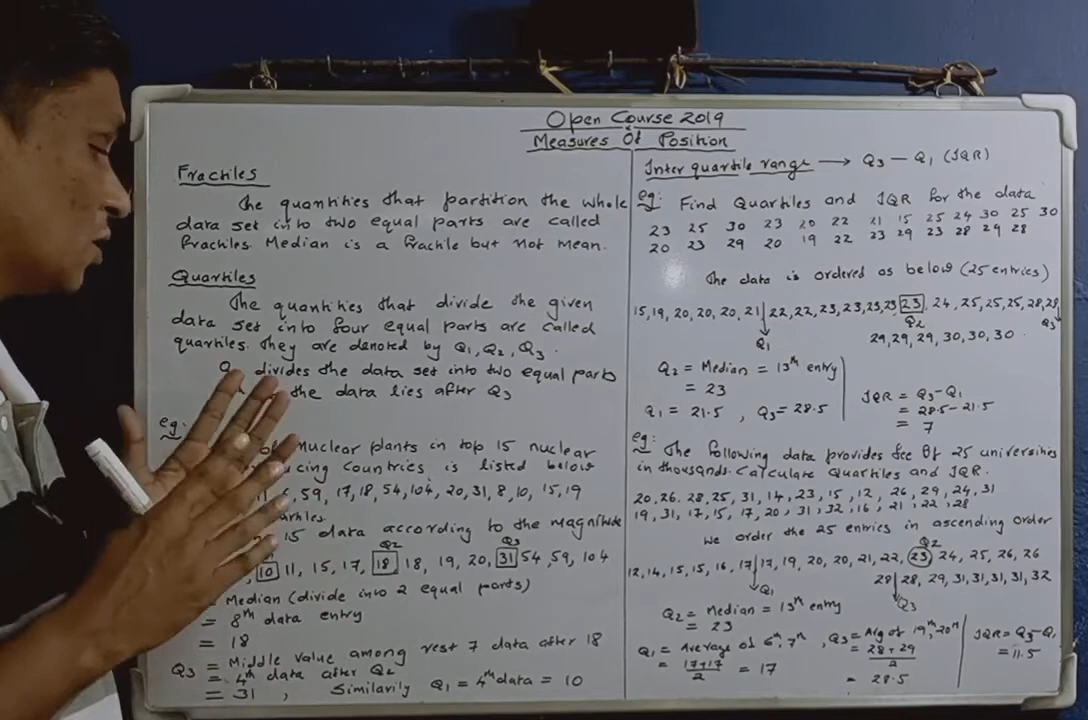 Open Course 2019
Measures Of Position
Fractiles
The quantities that partition the whole
data set into two equal parts are called
fractiles. Median is a fractile but not mean.
Quartiles
The quantities that divide the given
data set into four equal parts are called
quartiles. They are denoted by Q₁, Q₂, Q₃.
divides the data set into two equal parts
the data lies after Q₃
eg:
of nuclear plants in top 15 nuclear
countries is listed below
59, 17, 18, 54, 104, 20, 31, 8, 10, 15, 19
15 data according to the magnitude
Q₂ Q₃
10 11, 15, 17, 18 18, 19, 20, 31 54, 59, 104
= Median (divide into 2 equal parts)
= 8th data entry
= 18
Q₃ = Middle value among rest 7 data after 18
= 4th data after Q₂
= 31, Similarily Q₁ = 4th data = 10
Inter quartile range → Q₃ - Q₁ (IQR)
eg: Find Quartiles and IQR for the data
23 25 30 23 20 22 21 15 25 24 30 25 30
20 23 29 20 19 22 23 29 23 28 29 28
The data is ordered as below (25 entries)
15, 19, 20, 20, 20, 21 22, 22, 23, 23, 23, 23 23, 24, 25, 25, 25, 28, 28,
Q₁ Q₂ Q₃
29, 29, 29, 30, 30, 30.
Q₂ = Median = 13th entry
= 23
Q₁ = 21.5, Q₃ = 28.5
IQR = Q₃-Q₁
= 28.5 - 21.5
= 7
eg: The following data provides fee of 25 universities
in thousands. Calculate Quartiles and IQR.
20, 26, 28, 25, 31, 14, 23, 15, 12, 26, 29, 24, 31
19, 31, 17, 15, 17, 20, 31, 32, 16, 21, 22, 28
We order the 25 entries in ascending order
Q₂
12, 14, 15, 15, 16, 17 17, 19, 20, 20, 21, 22, 23 24, 25, 26, 26
28 28, 29, 31, 31, 31, 31, 32
Q₁ Q₃
Q₂ = Median = 13th entry
= 23
Q₁ = Average of 6th, 7th
= 17+17/2 = 17
Q₃ = Avg of 19th, 20th
= 28+29/2
= 28.5
IQR = Q₃-Q₁
= 11.5